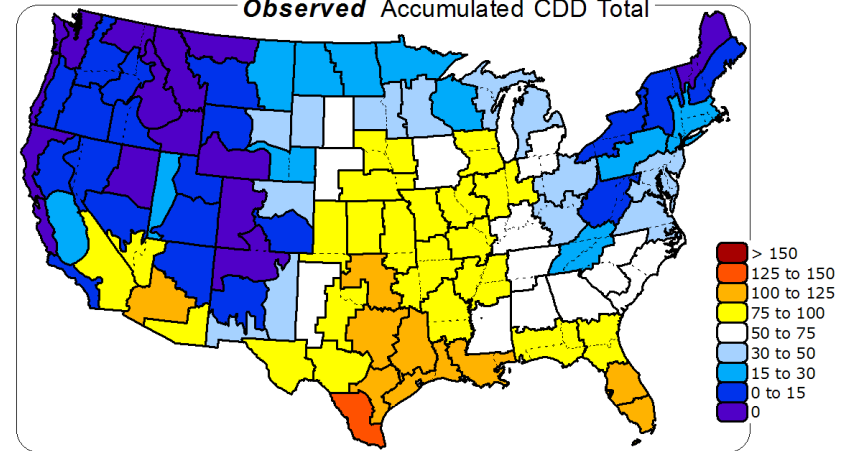 Observed Accumulated CDD Total
> 150
125 to 150
100 to 125
75 to 100
50 to 75
30 to 50
15 to 30
0 to 15
0